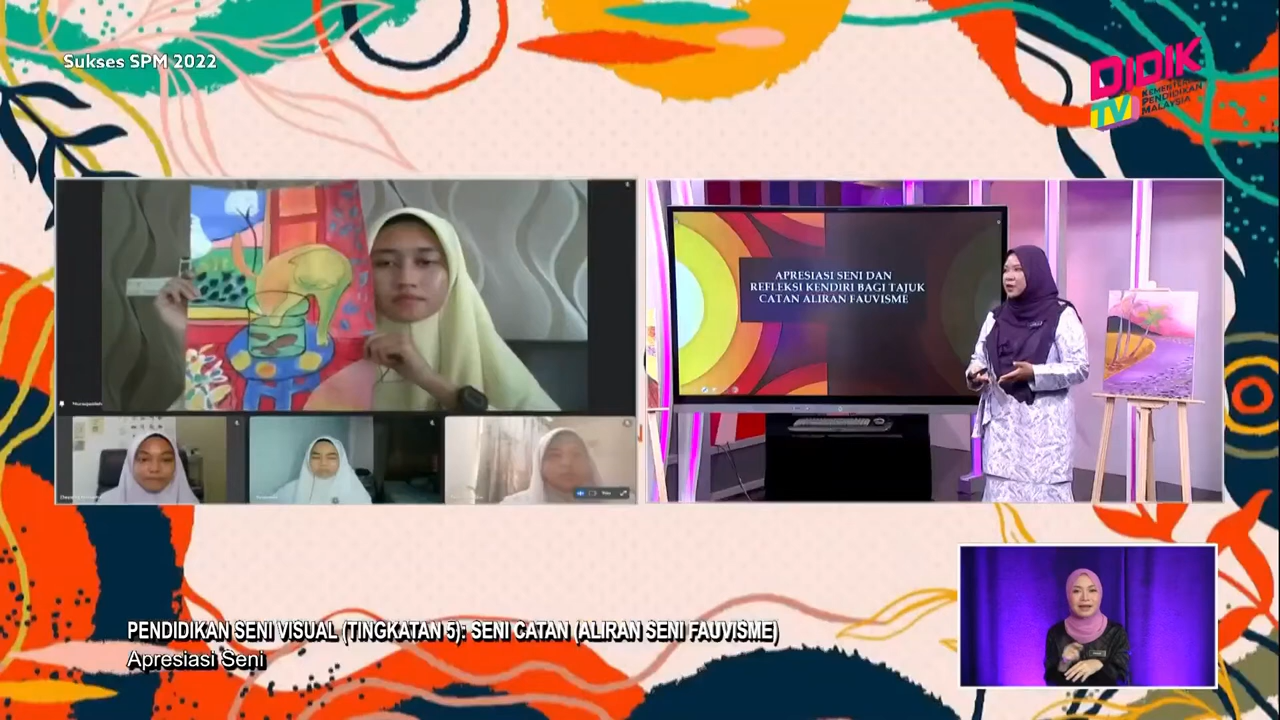 Sukses SPM 2022
DIDIK
TV
KEMENTERIAN
PENDIDIKAN
MALAYSIA
APRESIASI SENI DAN
REFLEKSI KENDIRI BAGI TAJUK
CATAN ALIRAN FAUVISME
PENDIDIKAN SENI VISUAL (TINGKATAN 5): SENI CATAN (ALIRAN SENI FAUVISME)
Apresiasi Seni